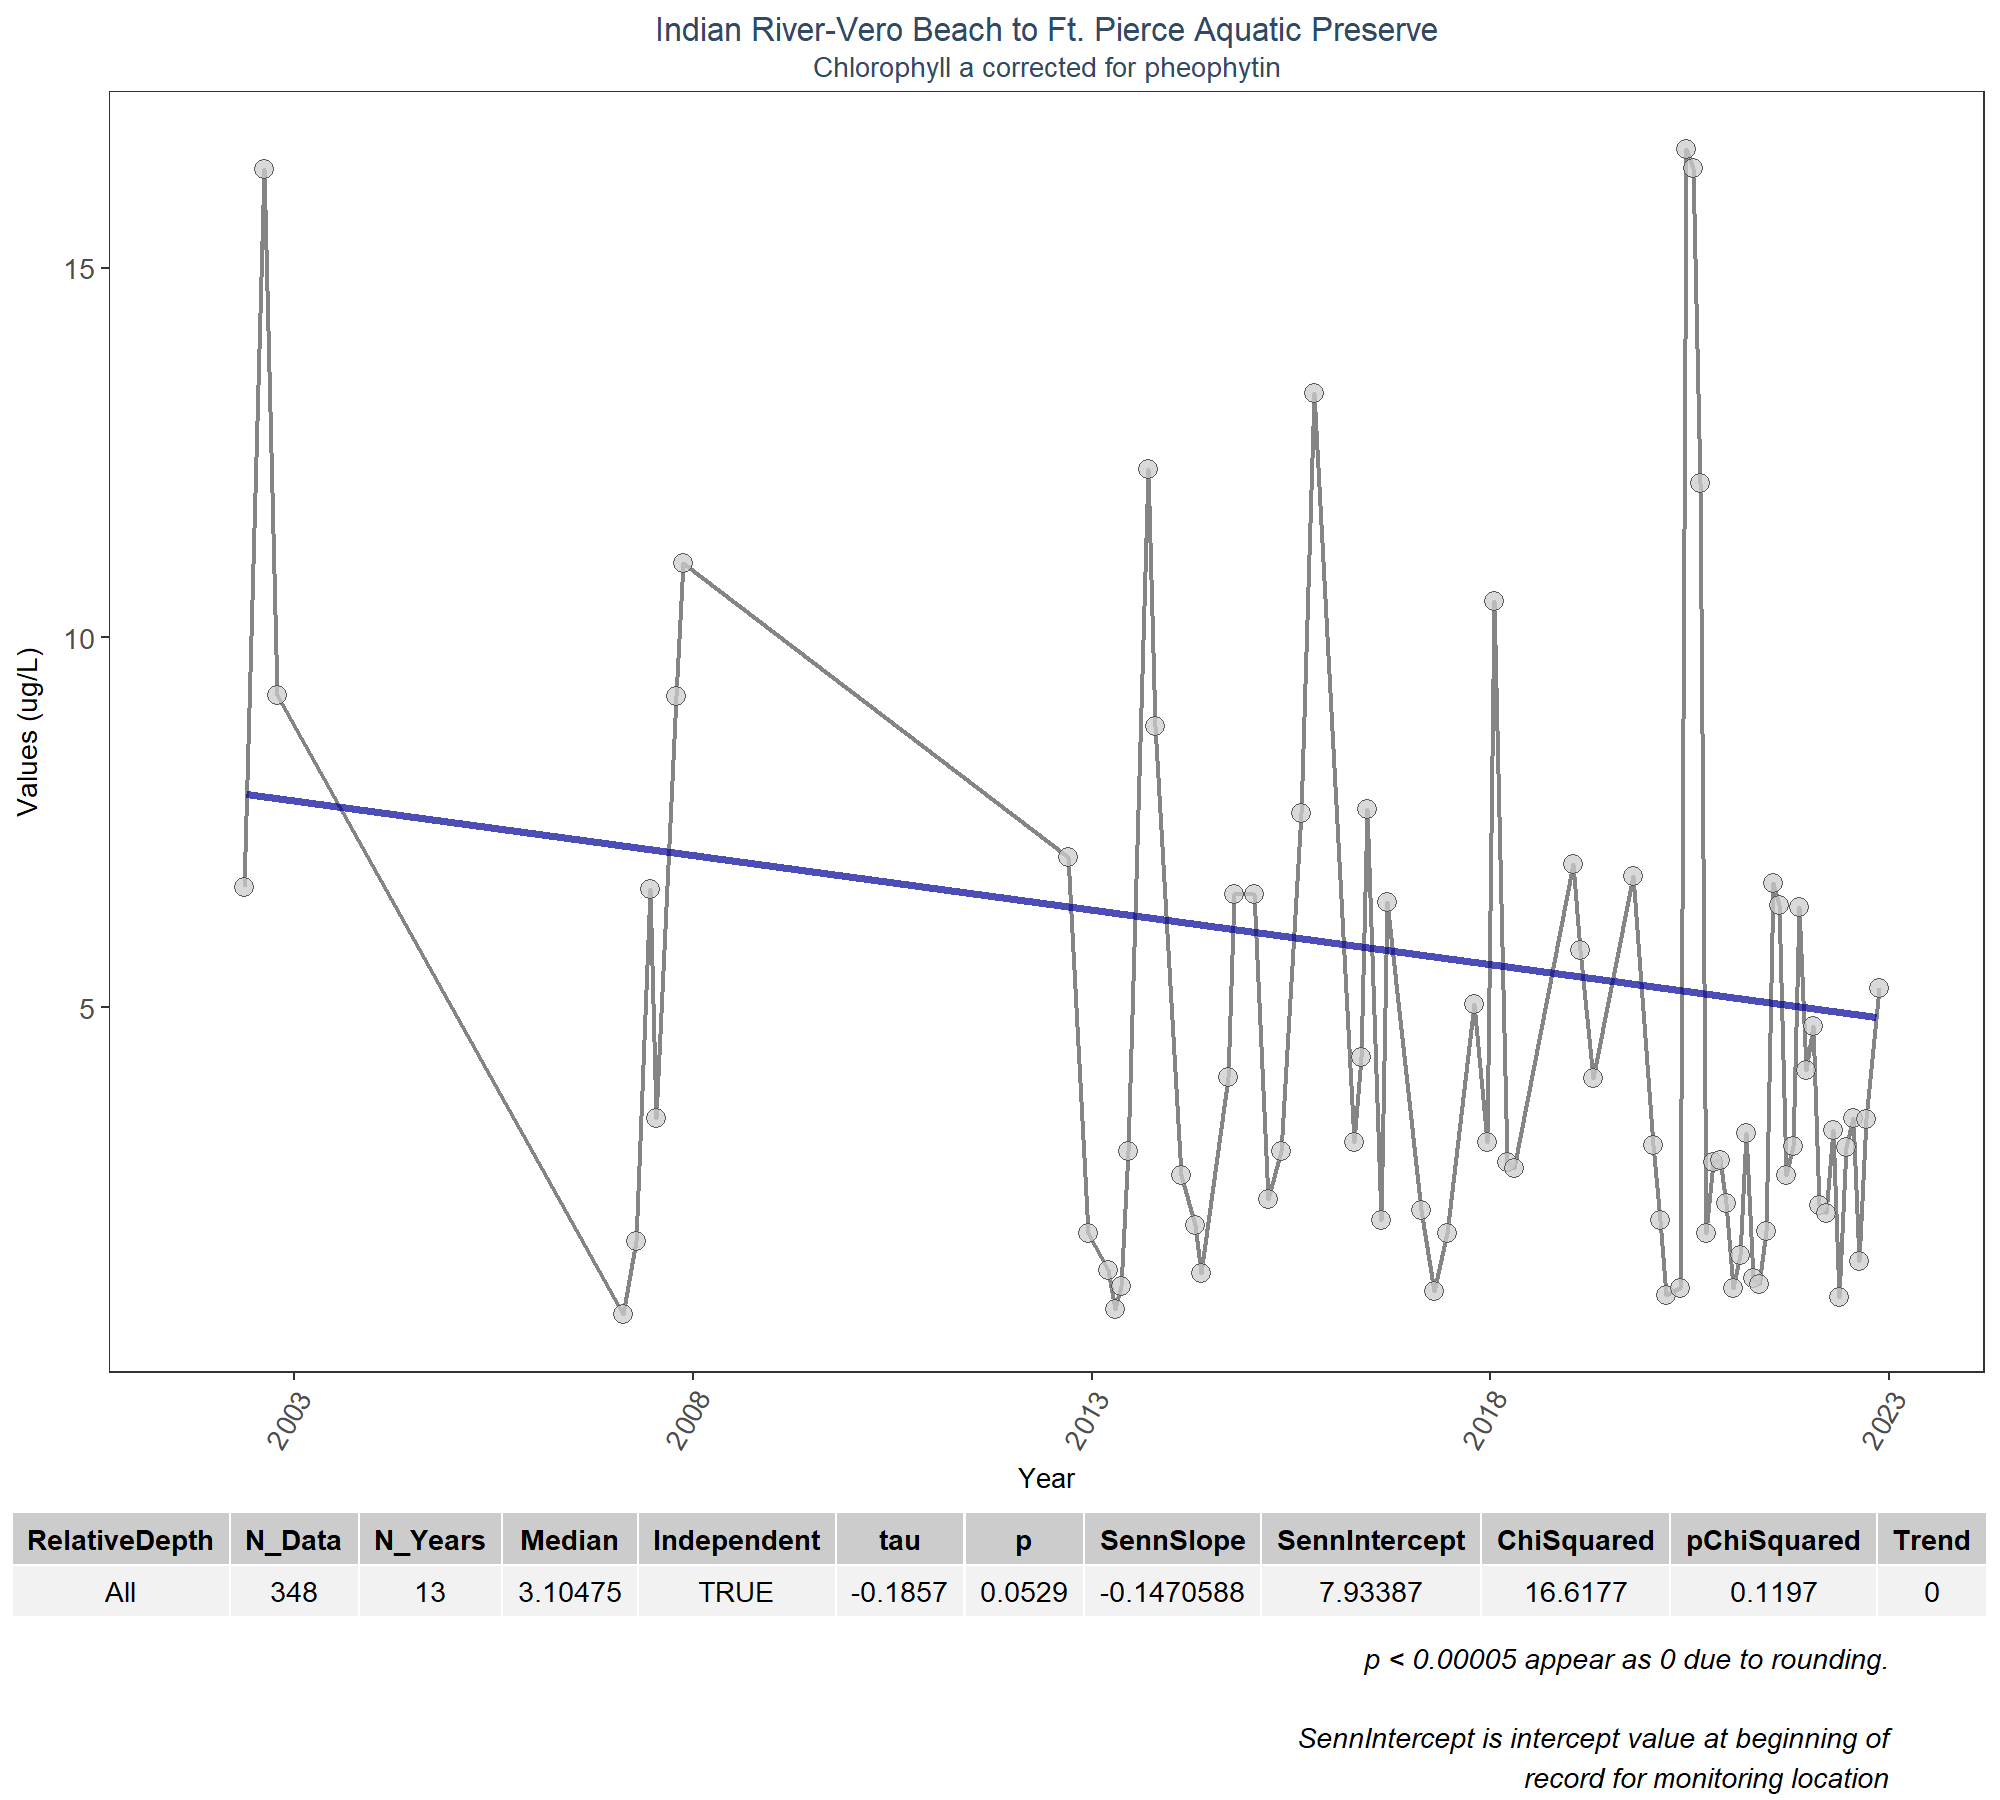 Indian River-Vero Beach to Ft. Pierce Aquatic Preserve
Chlorophyll a corrected for pheophytin
15
10
5
Values (ug/L)
2003 2008 2013 2018 2023
Year
RelativeDepth N_Data N_Years Median Independent tau p SennSlope SennIntercept ChiSquared pChiSquared Trend
All 348 13 3.10475 TRUE -0.1857 0.0529 -0.1470588 7.93387 16.6177 0.1197 0
p < 0.00005 appear as 0 due to rounding.
SennIntercept is intercept value at beginning of
record for monitoring location